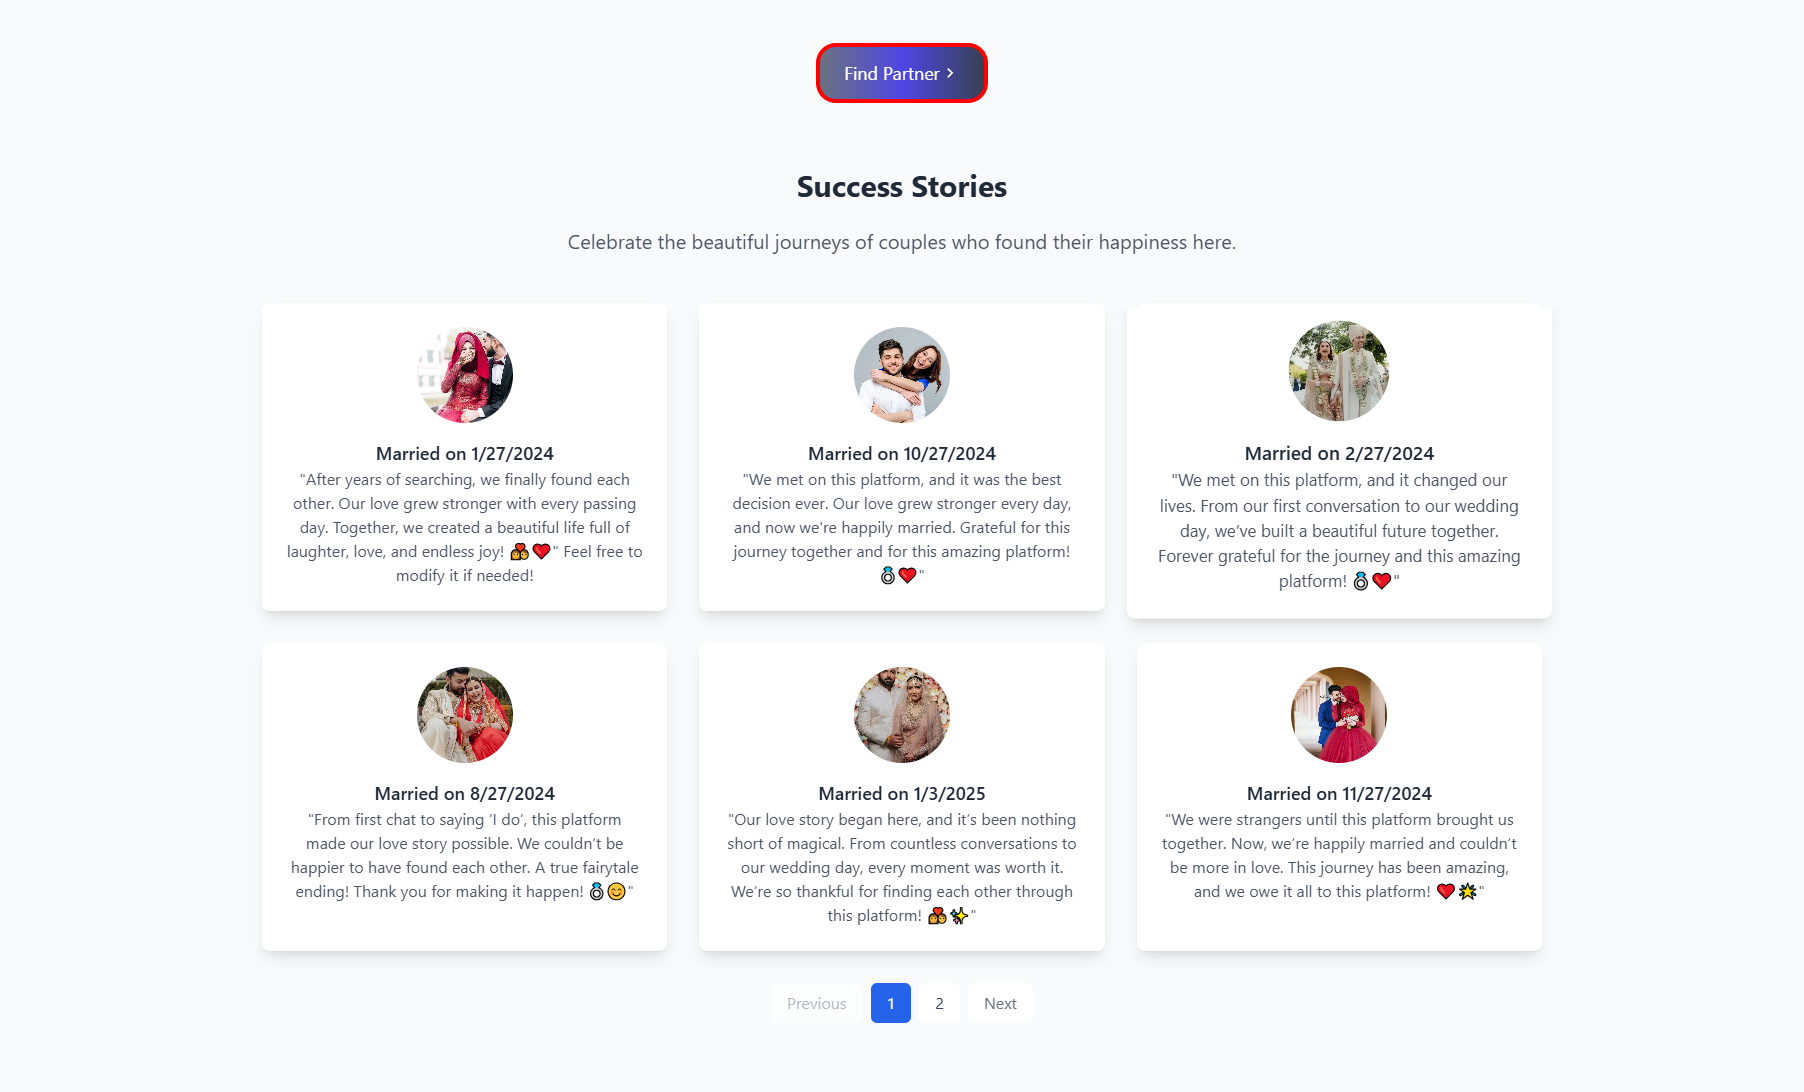 Find Partner
Success Stories
Celebrate the beautiful journeys of couples who found their happiness here.
Married on 1/27/2024
"After years of searching, we finally found each
other. Our love grew stronger with every passing
day. Together, we created a beautiful life full of
laughter, love, and endless joy! 💑❤️" Feel free to
modify it if needed!
Married on 10/27/2024
"We met on this platform, and it was the best
decision ever. Our love grew stronger every day,
and now we're happily married. Grateful for this
journey together and for this amazing platform!
💍❤️"
Married on 2/27/2024
"We met on this platform, and it changed our
lives. From our first conversation to our wedding
day, we’ve built a beautiful future together.
Forever grateful for the journey and this amazing
platform! 💍❤️"
Married on 8/27/2024
"From first chat to saying ‘I do’, this platform
made our love story possible. We couldn’t be
happier to have found each other. A true fairytale
ending! Thank you for making it happen! 💍😊"
Married on 1/3/2025
"Our love story began here, and it’s been nothing
short of magical. From countless conversations to
our wedding day, every moment was worth it.
We’re so thankful for finding each other through
this platform! 💑✨"
Married on 11/27/2024
"We were strangers until this platform brought us
together. Now, we’re happily married and couldn’t
be more in love. This journey has been amazing,
and we owe it all to this platform! ❤️🌟"
Previous 1 2 Next